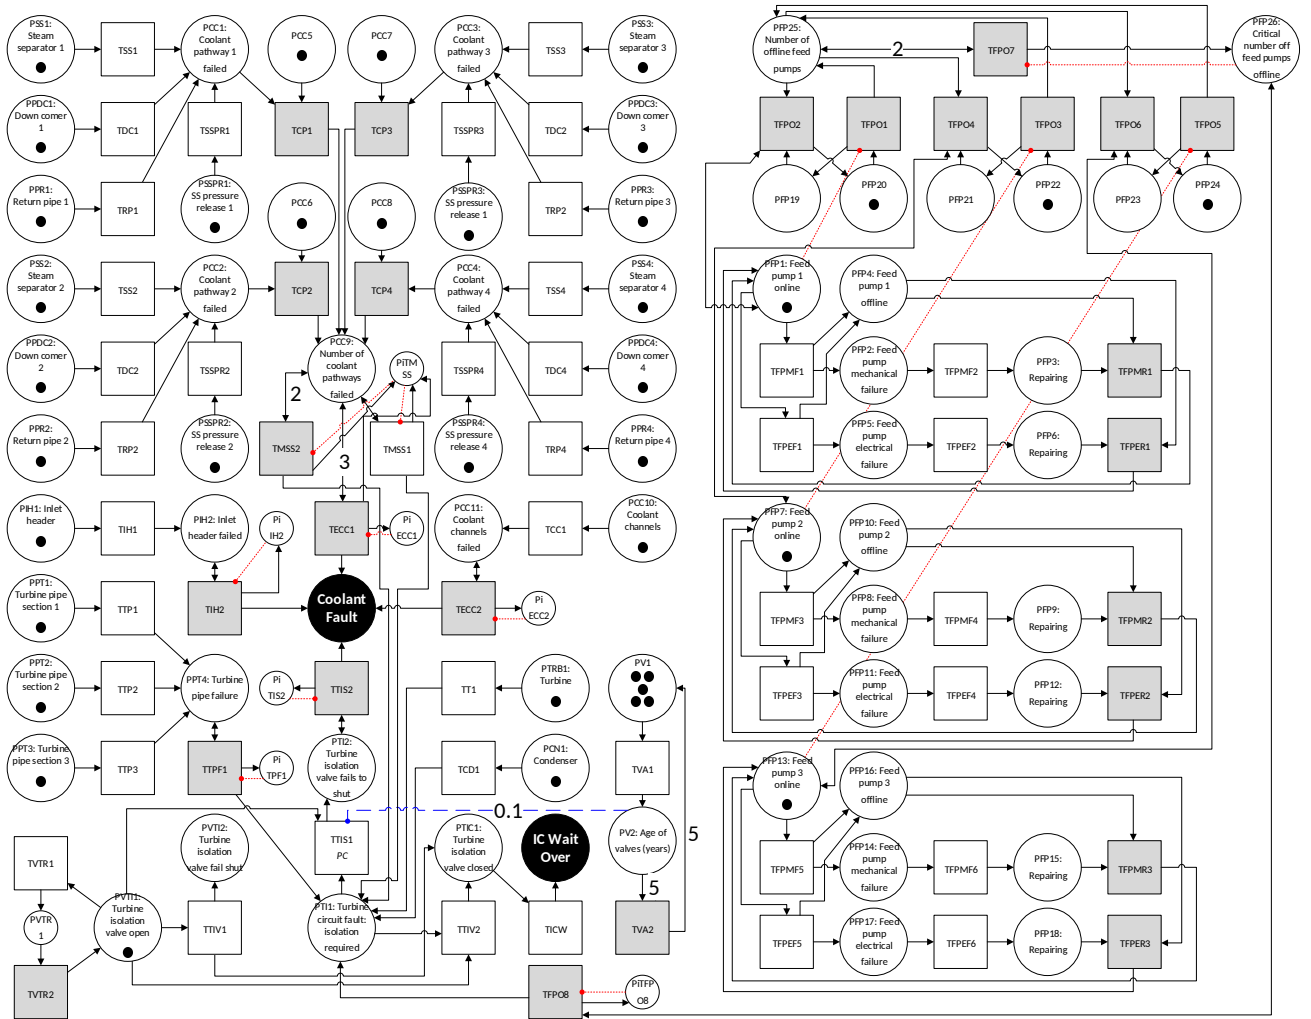 PSS1:
Steam
separator 1
TSS1
PCC1:
Coolant
pathway 1
failed
PCC5
PCC7
PCC3:
Coolant
pathway 3
failed
TSS3
PSS3:
Steam
separator 3
PPDC1:
Down comer
1
TDC1
TSSPR1
TCP1
TCP3
TSSPR3
TDC2
PPDC3:
Down comer
3
PPR1:
Return pipe 1
TRP1
PSSPR1:
SS pressure
release 1
PCC6
PCC8
PSSPR3:
SS pressure
release 1
TRP2
PPR3:
Return pipe 3
PSS2:
Steam
separator 2
TSS2
PCC2:
Coolant
pathway 2
failed
TCP2
TCP4
PCC4:
Coolant
pathway 4
failed
TSS4
PSS4:
Steam
separator 4
PPDC2:
Down comer
2
TDC2
TSSPR2
PCC9:
Number of
coolant
pathways
failed
PiTM
SS
TSSPR4
TDC4
PPDC4:
Down comer
4
2
PPR2:
Return pipe 2
TRP2
PSSPR2:
SS pressure
release 2
TMSS2
3
TMSS1
PSSPR4:
SS pressure
release 4
TRP4
PPR4:
Return pipe 4
PIH1: Inlet
header
TIH1
PIH2: Inlet
header failed
Pi
IH2
TECC1
Pi
ECC1
PCC11:
Coolant
channels
failed
TCC1
PCC10:
Coolant
channels
PPT1:
Turbine pipe
section 1
TTP1
TIH2
Coolant
Fault
TECC2
Pi
ECC2
PPT2:
Turbine pipe
section 2
TTP2
PPT4: Turbine
pipe failure
Pi
TIS2
TTIS2
TT1
PTRB1:
Turbine
PV1
PPT3: Turbine
pipe section 3
TTP3
TTPF1
Pi
TPF1
PTI2:
Turbine
isolation
valve fails to
shut
TCD1
PCN1:
Condenser
TVA1
0.1
5
TVTR1
PVTI2:
Turbine
isolation
valve fail shut
TTIS1
PC
PTIC1:
Turbine
isolation
valve closed
IC Wait
Over
PV2: Age of
valves (years)
5
PVTR
1
PVTI1:
Turbine
isolation
valve open
TTIV1
PTI1: Turbine
circuit fault:
isolation
required
TTIV2
TICW
TVA2
TVTR2
TFPO8
PiTFP
O8
PFP25:
Number of
offline feed
pumps
2
TFPO7
PFP26:
Critical
number off
feed pumps
offline
TFPO2
TFPO1
TFPO4
TFPO3
TFPO6
TFPO5
PFP19
PFP20
PFP21
PFP22
PFP23
PFP24
PFP1: Feed
pump 1
online
PFP4: Feed
pump 1
offline
TFPMF1
PFP2: Feed
pump
mechanical
failure
TFPMF2
PFP3:
Repairing
TFPMR1
TFPEF1
PFP5: Feed
pump
electrical
failure
TFPEF2
PFP6:
Repairing
TFPER1
PFP7: Feed
pump 2
online
PFP10: Feed
pump 2
offline
TFPMF3
PFP8: Feed
pump
mechanical
failure
TFPMF4
PFP9:
Repairing
TFPMR2
TFPEF3
PFP11: Feed
pump
electrical
failure
TFPEF4
PFP12:
Repairing
TFPER2
PFP13: Feed
pump 3
online
PFP16: Feed
pump 3
offline
TFPMF5
PFP14: Feed
pump
mechanical
failure
TFPMF6
PFP15:
Repairing
TFPMR3
TFPEF5
PFP17: Feed
pump
electrical
failure
TFPEF6
PFP18:
Repairing
TFPER3